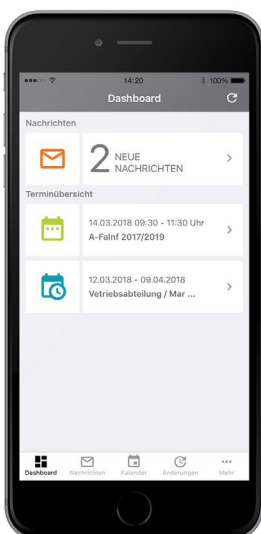 14:20
100%
Dashboard
Nachrichten
2 NEUE
NACHRICHTEN
Terminübersicht
14.03.2018 09:30 - 11:30 Uhr
A-FaInf 2017/2019
12.03.2018 - 09.04.2018
Vetriebsabteilung / Mar ...
Dashboard
Nachrichten
Kalender
Änderungen
Mehr